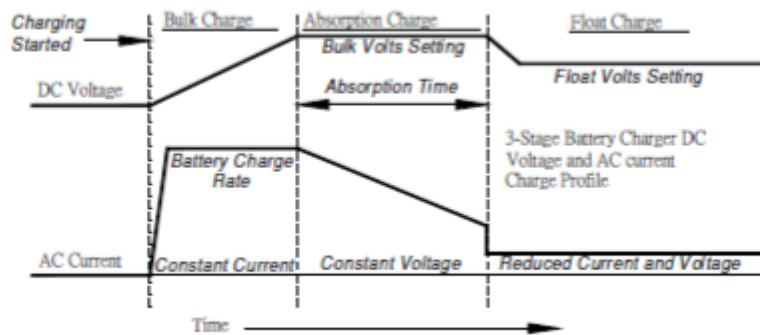 Charging
Started
Bulk Charge
Absorption Charge
Float Charge
Bulk Volts Setting
DC Voltage
Absorption Time
Float Volts Setting
3-Stage Battery Charger DC
Voltage and AC current
Charge Profile
Battery Charge
Rate
AC Current
Constant Current
Constant Voltage
Reduced Current and Voltage
Time